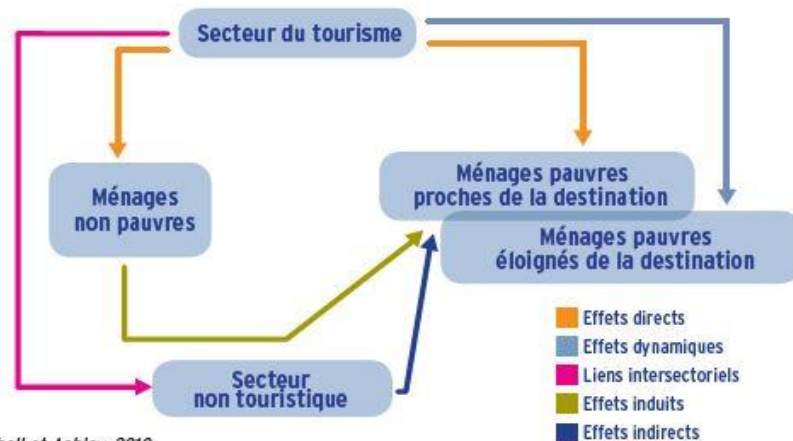 Secteur du tourisme
Ménages
non pauvres
Ménages pauvres
proches de la destination
Ménages pauvres
éloignés de la destination
Secteur
non touristique
Effets directs
Effets dynamiques
Liens intersectoriels
Effets induits
Effets indirects